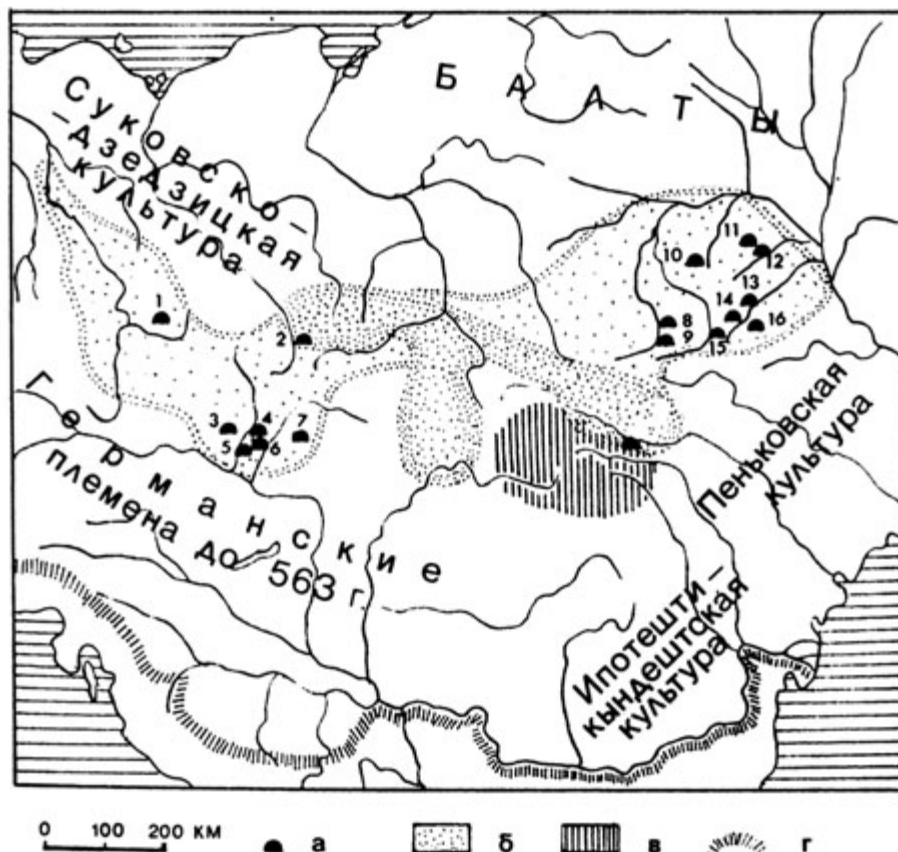 БААТЫ
Суковско-
-дзедзицкая
культура
11
10
12
1
13
14
8
16
2
9
15
3
4
7
5
6
Германские
племена до 563 г.
Пеньковская
культура
Ипотешти-
кындештская
культура
0 100 200 КМ
а
б
в
г